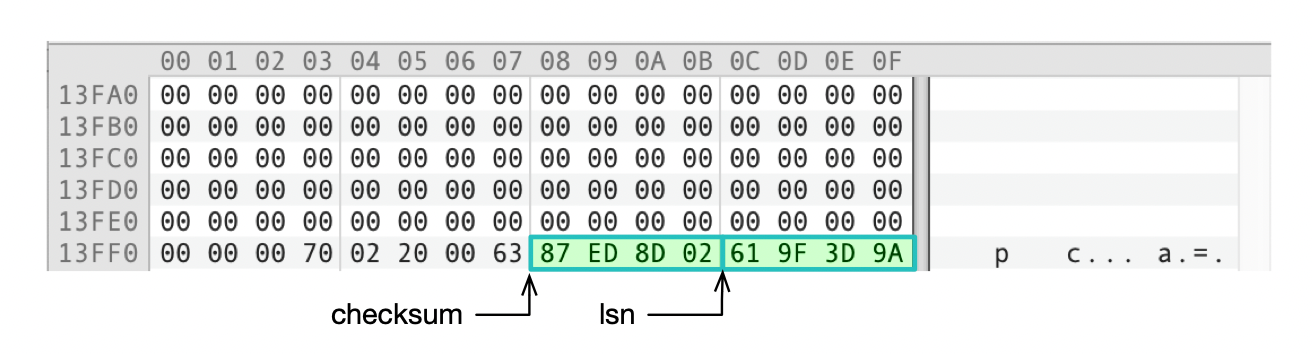 00 01 02 03 04 05 06 07 08 09 0A 0B 0C 0D 0E 0F
13FA0 00 00 00 00 00 00 00 00 00 00 00 00 00 00 00 00
13FB0 00 00 00 00 00 00 00 00 00 00 00 00 00 00 00 00
13FC0 00 00 00 00 00 00 00 00 00 00 00 00 00 00 00 00
13FD0 00 00 00 00 00 00 00 00 00 00 00 00 00 00 00 00
13FE0 00 00 00 00 00 00 00 00 00 00 00 00 00 00 00 00
13FF0 00 00 00 70 02 20 00 63 87 ED 8D 02 61 9F 3D 9A p c... a.=.
checksum lsn